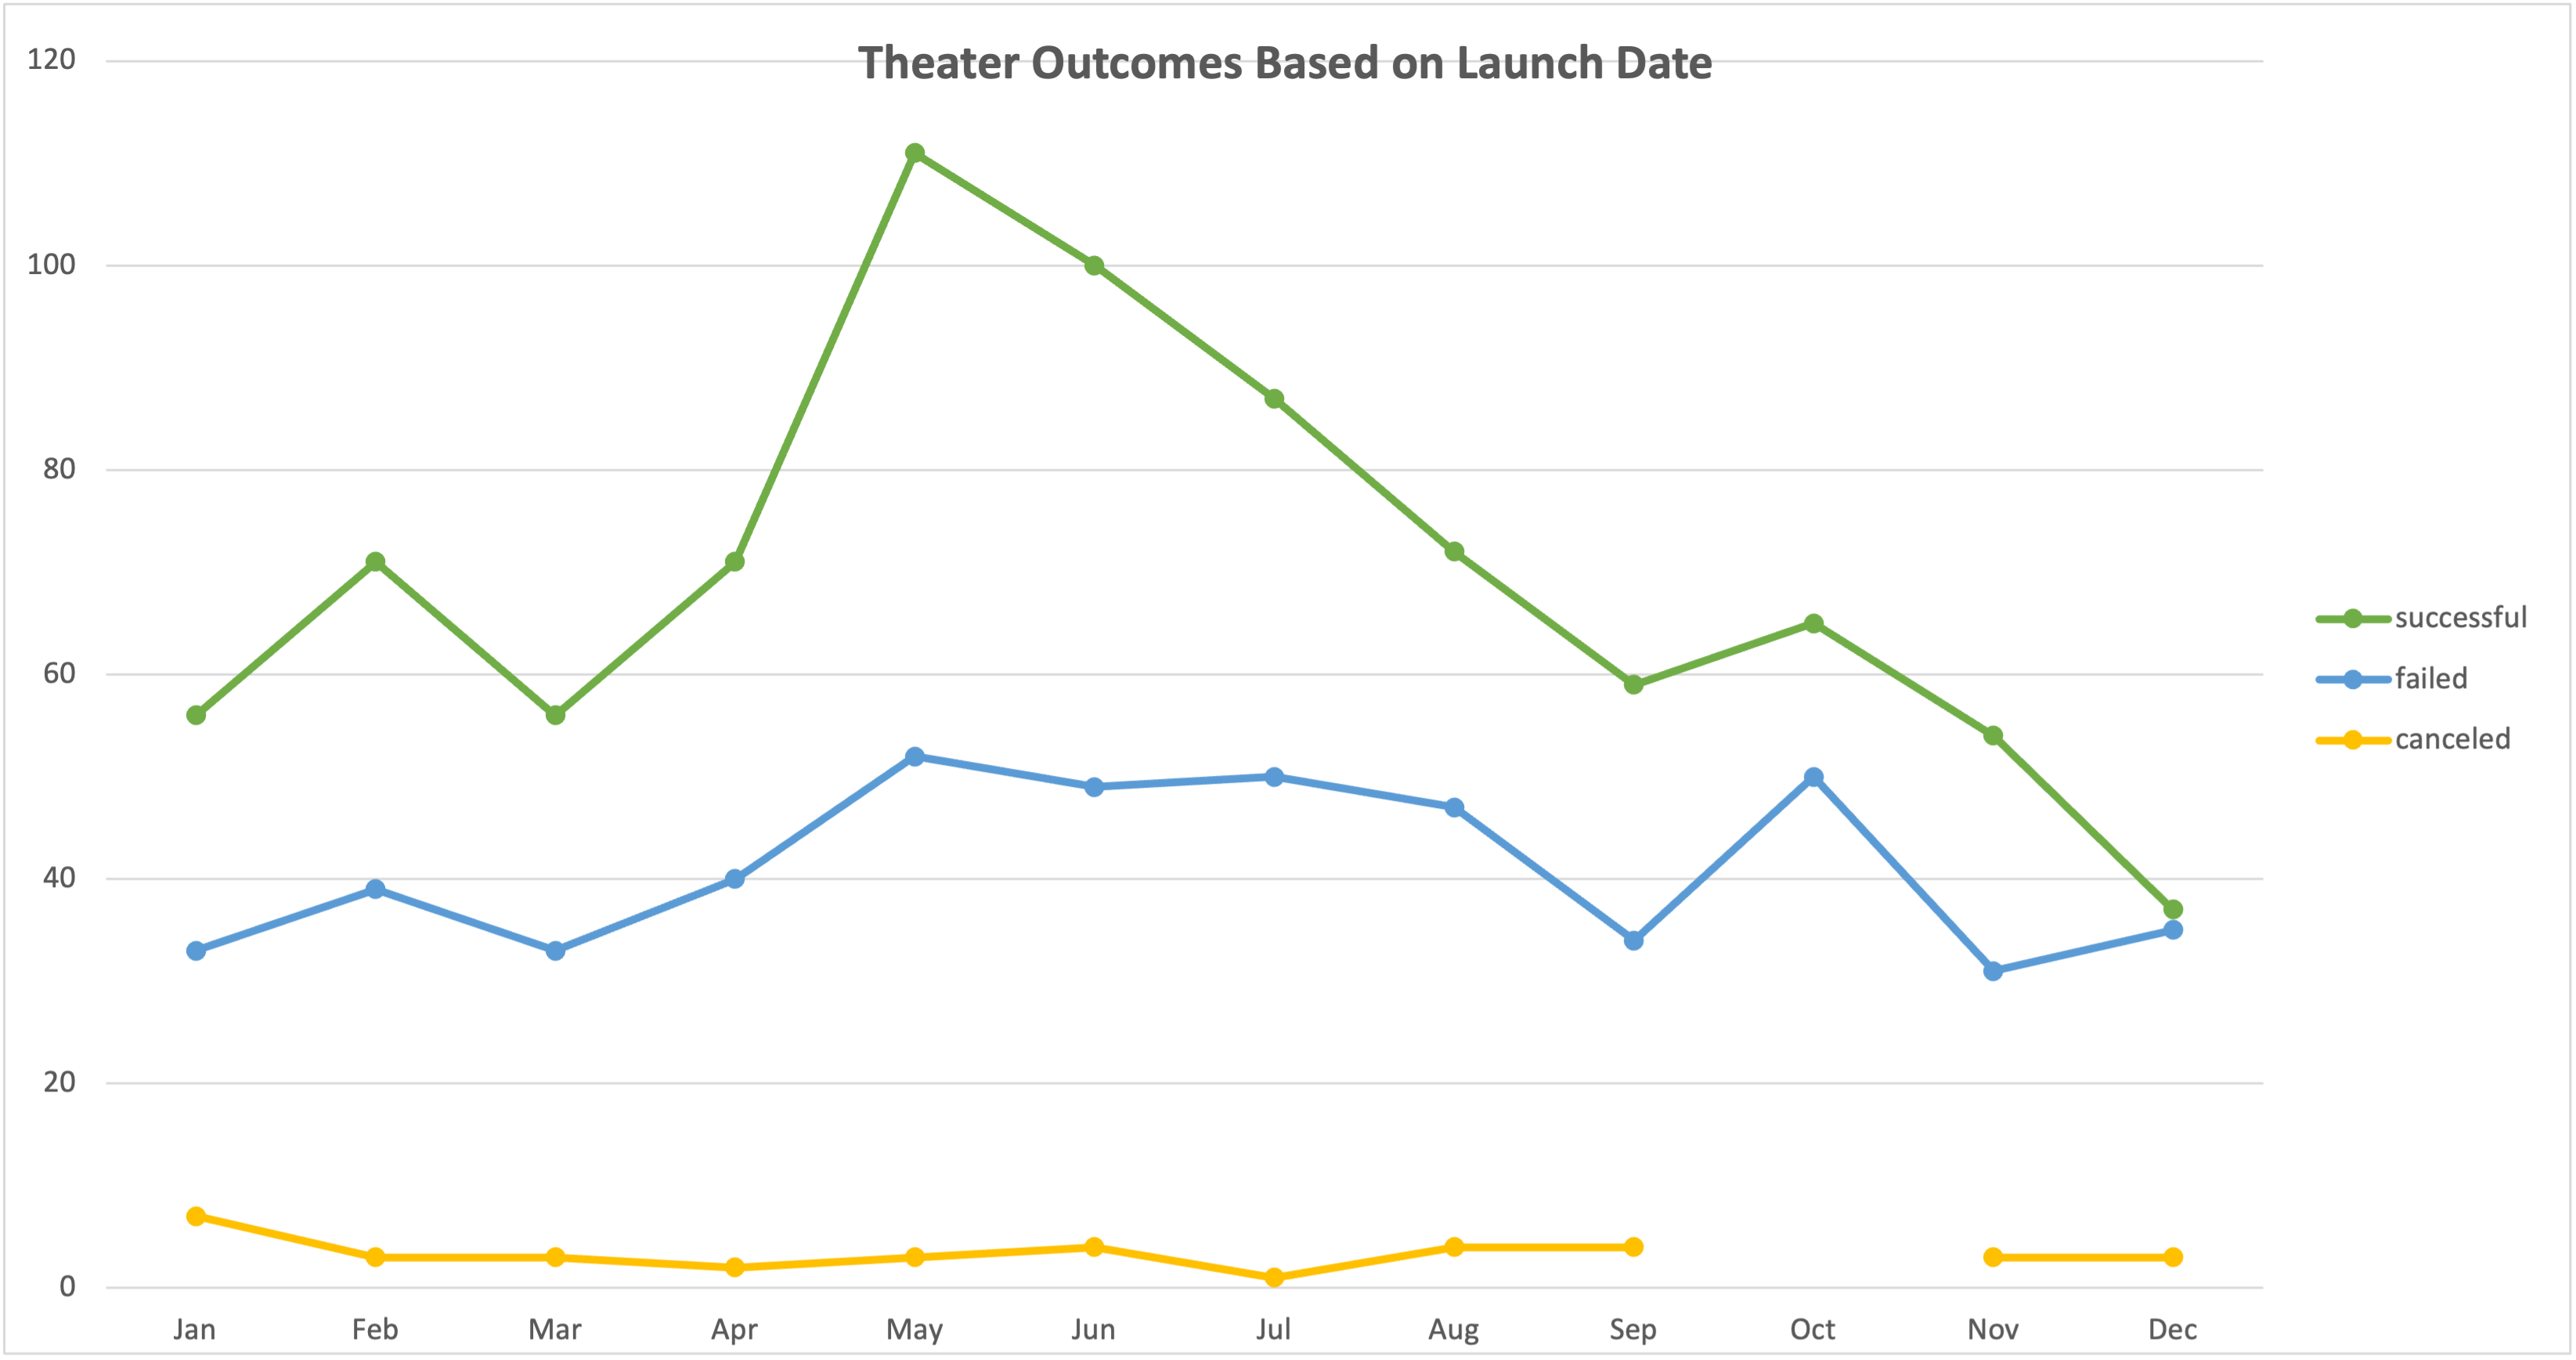 Theater Outcomes Based on Launch Date
120
100
80
60
40
20
0
Jan Feb Mar Apr May Jun Jul Aug Sep Oct Nov Dec
successful
failed
canceled